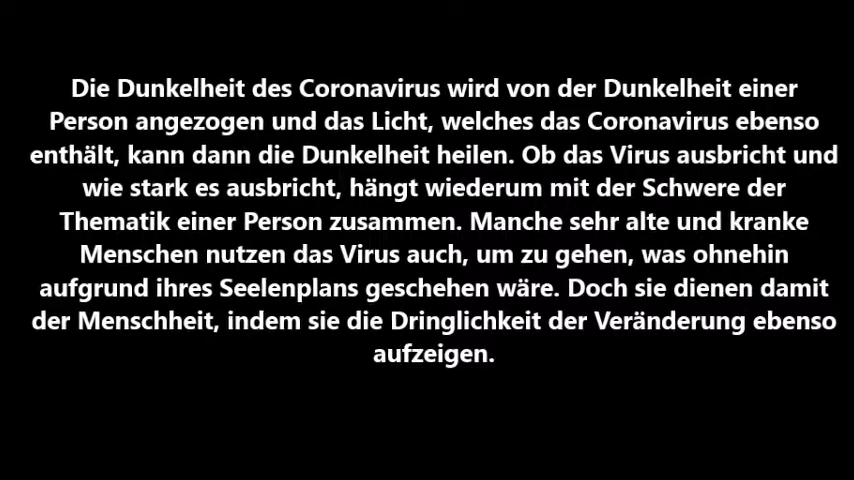 Die Dunkelheit des Coronavirus wird von der Dunkelheit einer
Person angezogen und das Licht, welches das Coronavirus ebenso
enthält, kann dann die Dunkelheit heilen. Ob das Virus ausbricht und
wie stark es ausbricht, hängt wiederum mit der Schwere der
Thematik einer Person zusammen. Manche sehr alte und kranke
Menschen nutzen das Virus auch, um zu gehen, was ohnehin
aufgrund ihres Seelenplans geschehen wäre. Doch sie dienen damit
der Menschheit, indem sie die Dringlichkeit der Veränderung ebenso
aufzeigen.